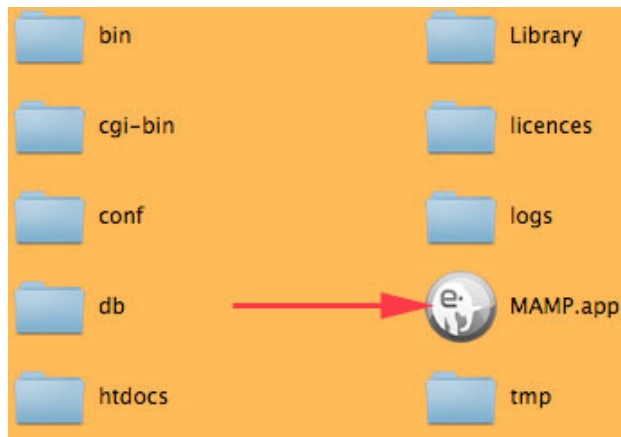 bin
Library
cgi-bin
licences
conf
logs
db
e.
MAMP.app
htdocs
tmp